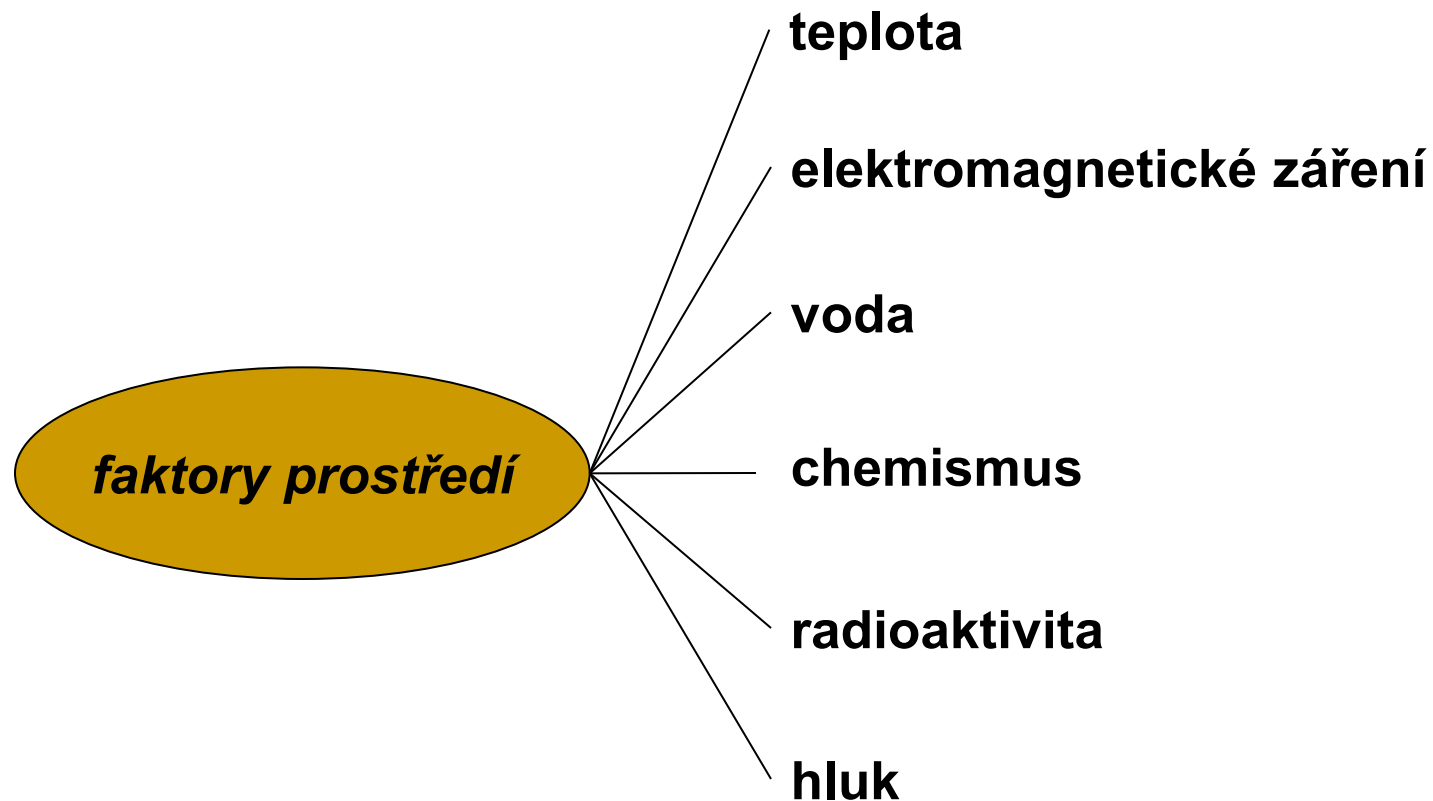 teplota
elektromagnetické záření
voda
faktory prostředí
chemismus
radioaktivita
hluk